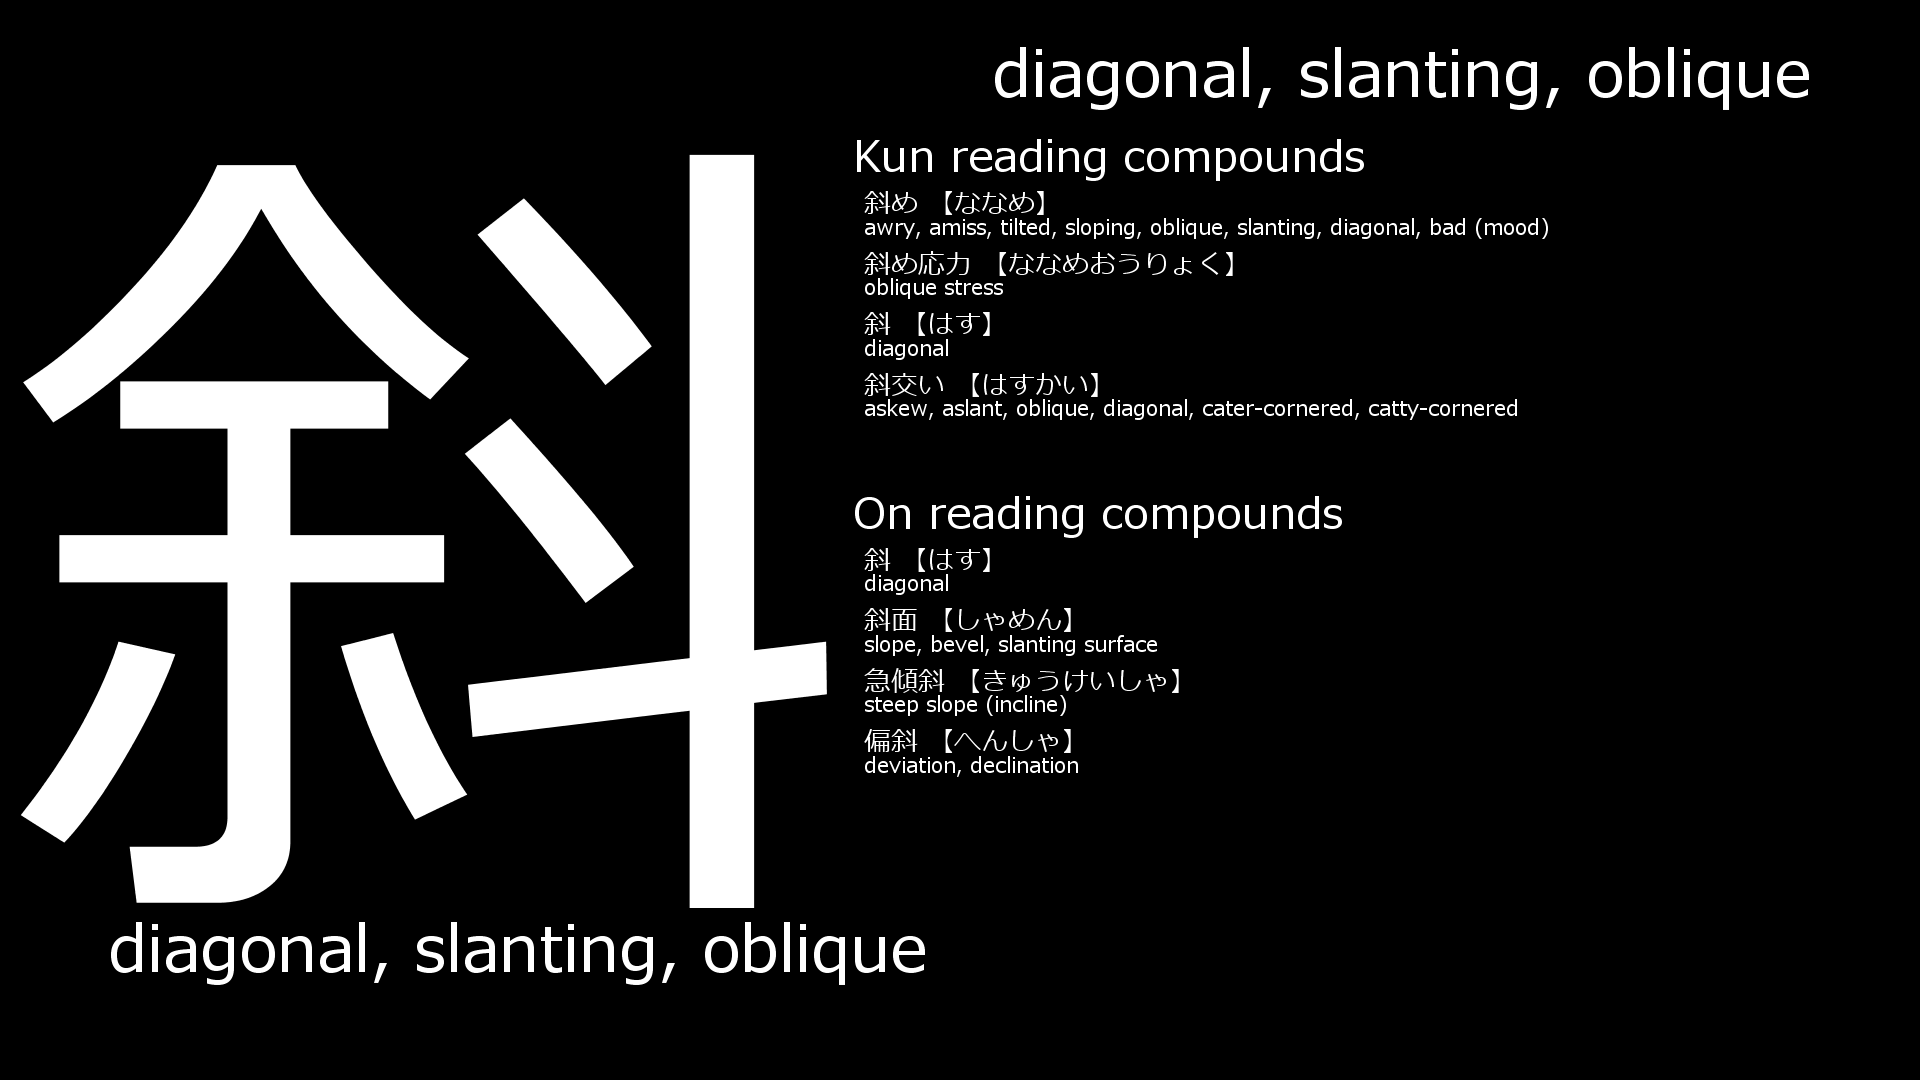 斜
diagonal, slanting, oblique
diagonal, slanting, oblique
Kun reading compounds
斜め 【ななめ】
awry, amiss, tilted, sloping, oblique, slanting, diagonal, bad (mood)
斜め応力 【ななめおうりょく】
oblique stress
斜 【はす】
diagonal
斜交い 【はすかい】
askew, aslant, oblique, diagonal, cater-cornered, catty-cornered
On reading compounds
斜 【はす】
diagonal
斜面 【しゃめん】
slope, bevel, slanting surface
急傾斜 【きゅうけいしゃ】
steep slope (incline)
偏斜 【へんしゃ】
deviation, declination